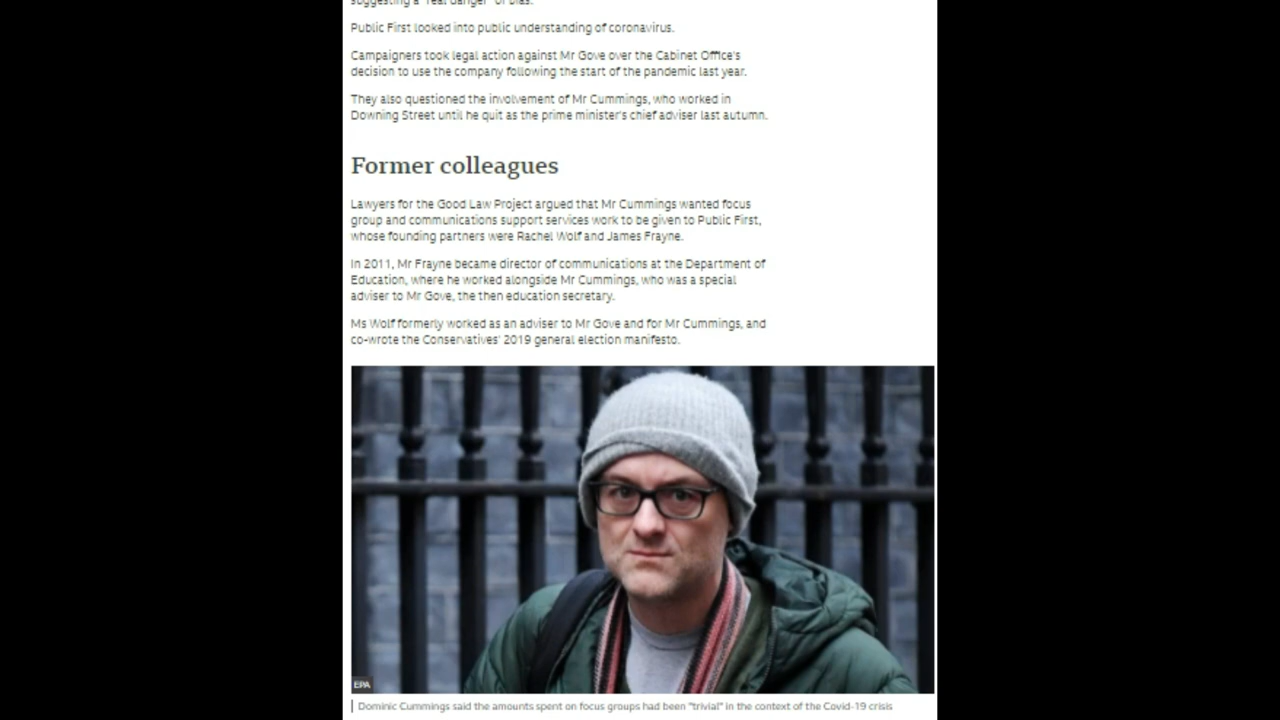 suggesting a "real danger" of bias.
Public First looked into public understanding of coronavirus.
Campaigners took legal action against Mr Gove over the Cabinet Office's
decision to use the company following the start of the pandemic last year.
They also questioned the involvement of Mr Cummings, who worked in
Downing Street until he quit as the prime minister's chief adviser last autumn.
Former colleagues
Lawyers for the Good Law Project argued that Mr Cummings wanted focus
group and communications support services work to be given to Public First,
whose founding partners were Rachel Wolf and James Frayne.
In 2011, Mr Frayne became director of communications at the Department of
Education, where he worked alongside Mr Cummings, who was a special
adviser to Mr Gove, the then education secretary.
Ms Wolf formerly worked as an adviser to Mr Gove and for Mr Cummings, and
co-wrote the Conservatives' 2019 general election manifesto.
EPA
Dominic Cummings said the amounts spent on focus groups had been "trivial" in the context of the Covid-19 crisis